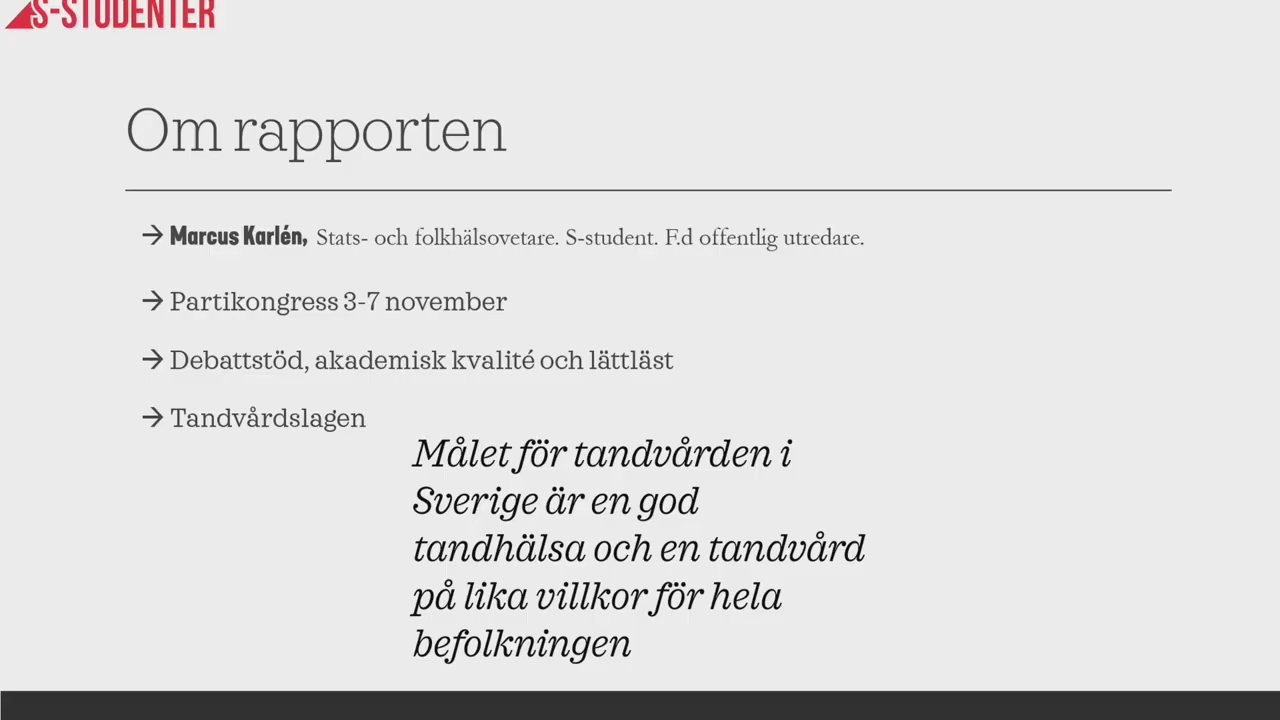 S-STUDENTER
Om rapporten
→ Marcus Karlén, Stats- och folkhälsovetare. S-student. F.d offentlig utredare.
→ Partikongress 3-7 november
→ Debattstöd, akademisk kvalité och lättläst
→ Tandvårdslagen
Målet för tandvården i
Sverige är en god
tandhälsa och en tandvård
på lika villkor för hela
befolkningen